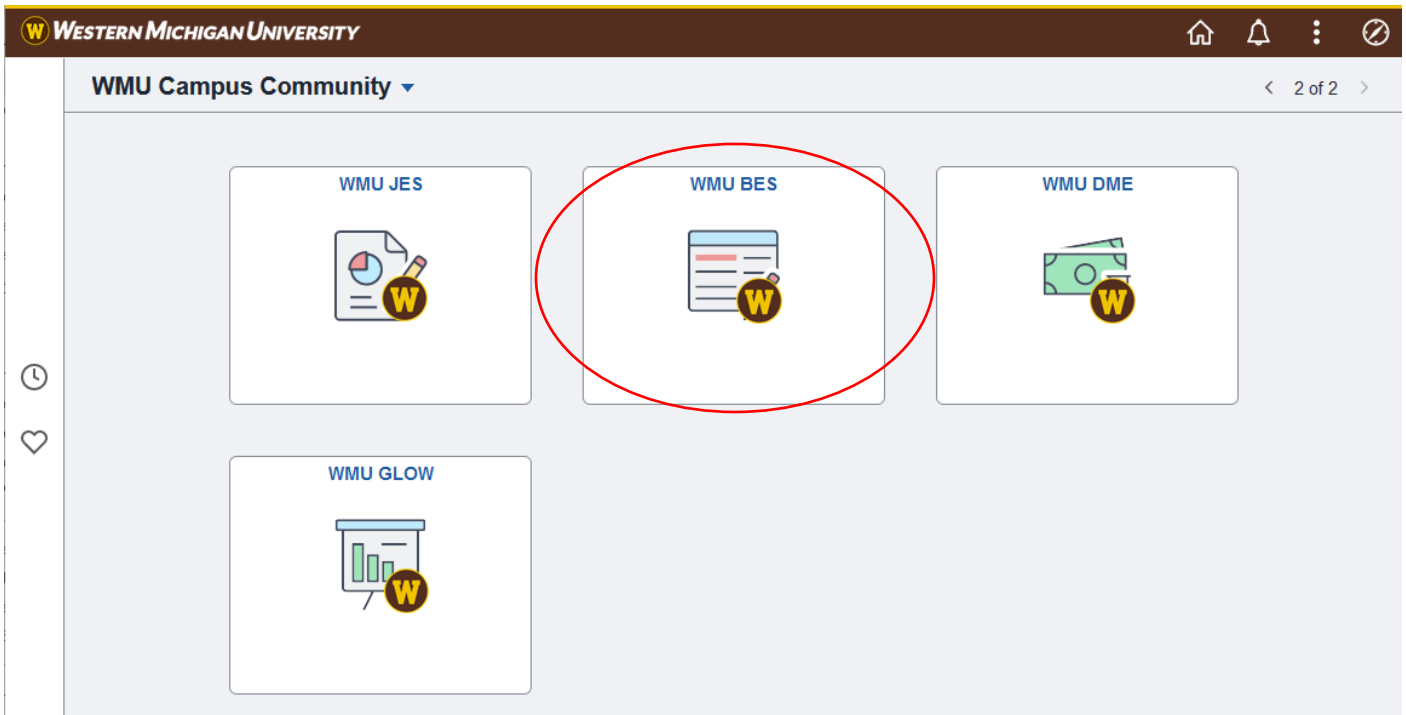 W WESTERN MICHIGAN UNIVERSITY
WMU Campus Community
2 of 2
WMU JES
WMU BES
WMU DME
W
W
W
WMU GLOW
W